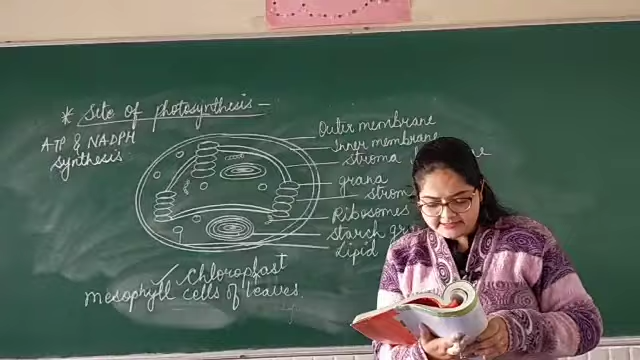 * Site of photosynthesis –
ATP & NADPH
synthesis
Outer membrane
Inner membrane
stroma
grana
Ribosomes
Lipid
Chloroplast
Mesophyll cells of leaves.